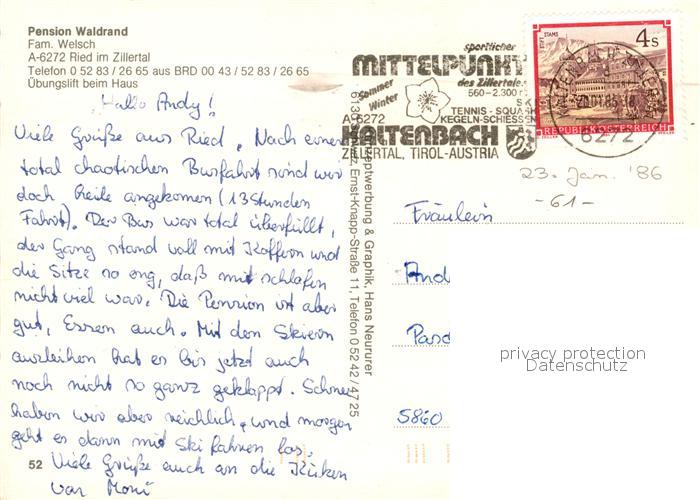 Pension Waldrand
Fam. Welsch
A-6272 Ried im Zillertal
Telefon 0 52 83 / 26 65 aus BRD 00 43 / 52 83 / 26 65
Übungslift beim Haus
Hallo Andy!
Viele Grüße aus Ried. Nach einer
total chaotischen Busfahrt sind wir
doch heile angekommen (13 Stunden
Fahrt). Der Bus war total überfüllt,
der Gang stand voll mit Koffern und
die Sitze so eng, daß mit schlafen
nicht viel war. Die Pension ist aber
gut, Essen auch. Mit den Skiern
ausleihen hat es bis jetzt auch
noch nicht so ganz geklappt. Schnee
haben wir aber reichlich, und morgen
geht es dann mit Ski fahren los.
Viele Grüße auch an die Küken
von Moni
52
sportlicher
MITTELPUNKT
des Zillertales
Sommer
Winter
560-2.300
TENNIS - SQUASH
KEGELN-SCHIESSEN
A-6272
KALTENBACH
ZILLERTAL, TIROL-AUSTRIA
STIFT STAMS
4 S
REPUBLIK ÖSTERREICH
6272
Werbung & Graphik, Hans Neururer
Ernst-Knapp-Straße 11, Telefon 0 52 42 / 47 25
23. Jan. '86
-61-
Fräulein
And
Pasc
5860
privacy protection
Datenschutz